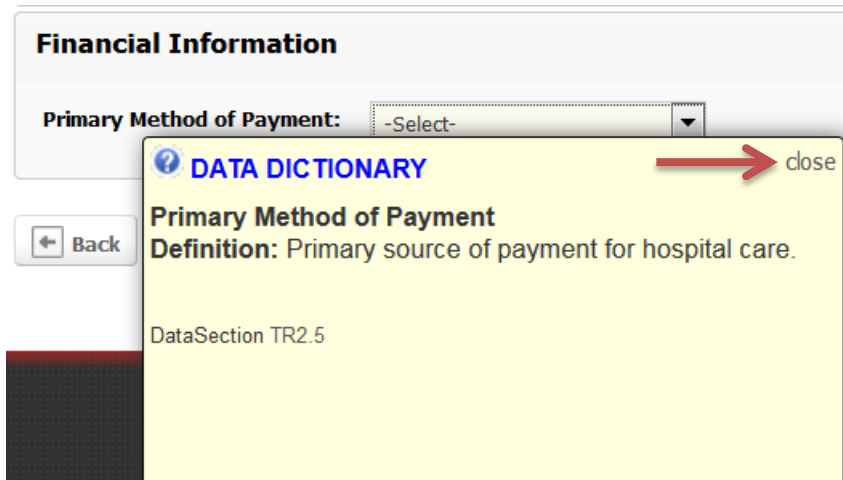 Financial Information
Primary Method of Payment:
-Select-
DATA DICTIONARY
close
Primary Method of Payment
Definition: Primary source of payment for hospital care.
Back
DataSection TR2.5